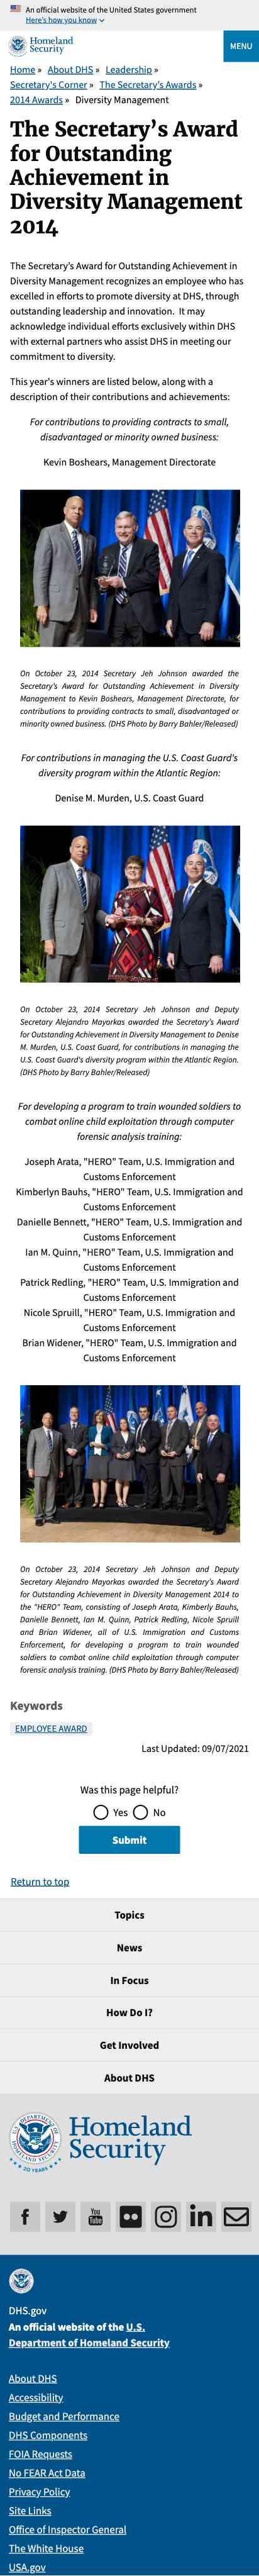 An official website of the United States government
Here's how you know
Homeland
Security
MENU
Home » About DHS » Leadership »
Secretary's Corner » The Secretary's Awards »
2014 Awards » Diversity Management
The Secretary's Award
for Outstanding
Achievement in
Diversity Management
2014
The Secretary's Award for Outstanding Achievement in
Diversity Management recognizes an employee who has
excelled in efforts to promote diversity at DHS, through
outstanding leadership and innovation. It may
acknowledge individual efforts exclusively within DHS
with external partners who assist DHS in meeting our
commitment to diversity.
This year's winners are listed below, along with a
description of their contributions and achievements:
For contributions to providing contracts to small,
disadvantaged or minority owned business:
Kevin Boshears, Management Directorate
On October 23, 2014 Secretary Jeh Johnson awarded the
Secretary's Award for Outstanding Achievement in Diversity
Management to Kevin Boshears, Management Directorate, for
contributions to providing contracts to small, disadvantaged or
minority owned business. (DHS Photo by Barry Bahler/Released)
For contributions in managing the U.S. Coast Guard's
diversity program within the Atlantic Region:
Denise M. Murden, U.S. Coast Guard
On October 23, 2014 Secretary Jeh Johnson and Deputy
Secretary Alejandro Mayorkas awarded the Secretary's Award
for Outstanding Achievement in Diversity Management to Denise
M. Murden, U.S. Coast Guard, for contributions in managing the
U.S. Coast Guard's diversity program within the Atlantic Region.
(DHS Photo by Barry Bahler/Released)
For developing a program to train wounded soldiers to
combat online child exploitation through computer
forensic analysis training:
Joseph Arata, "HERO" Team, U.S. Immigration and
Customs Enforcement
Kimberlyn Bauhs, "HERO" Team, U.S. Immigration and
Customs Enforcement
Danielle Bennett, "HERO" Team, U.S. Immigration and
Customs Enforcement
Ian M. Quinn, "HERO" Team, U.S. Immigration and
Customs Enforcement
Patrick Redling, "HERO" Team, U.S. Immigration and
Customs Enforcement
Nicole Spruill, "HERO" Team, U.S. Immigration and
Customs Enforcement
Brian Widener, "HERO" Team, U.S. Immigration and
Customs Enforcement
On October 23, 2014 Secretary Jeh Johnson and Deputy
Secretary Alejandro Mayorkas awarded the Secretary's Award
for Outstanding Achievement in Diversity Management 2014 to
the "HERO" Team, consisting of Joseph Arata, Kimberly Bauhs,
Danielle Bennett, Ian M. Quinn, Patrick Redling, Nicole Spruill
and Brian Widener, all of U.S. Immigration and Customs
Enforcement, for developing a program to train wounded
soldiers to combat online child exploitation through computer
forensic analysis training. (DHS Photo by Barry Bahler/Released)
Keywords
EMPLOYEE AWARD
Last Updated: 09/07/2021
Was this page helpful?
Yes No
Submit
Return to top
Topics
News
In Focus
How Do I?
Get Involved
About DHS
Homeland
Security
20 YEARS
You
Tube
DHS.gov
An official website of the U.S.
Department of Homeland Security
About DHS
Accessibility
Budget and Performance
DHS Components
FOIA Requests
No FEAR Act Data
Privacy Policy
Site Links
Office of Inspector General
The White House
USA.gov